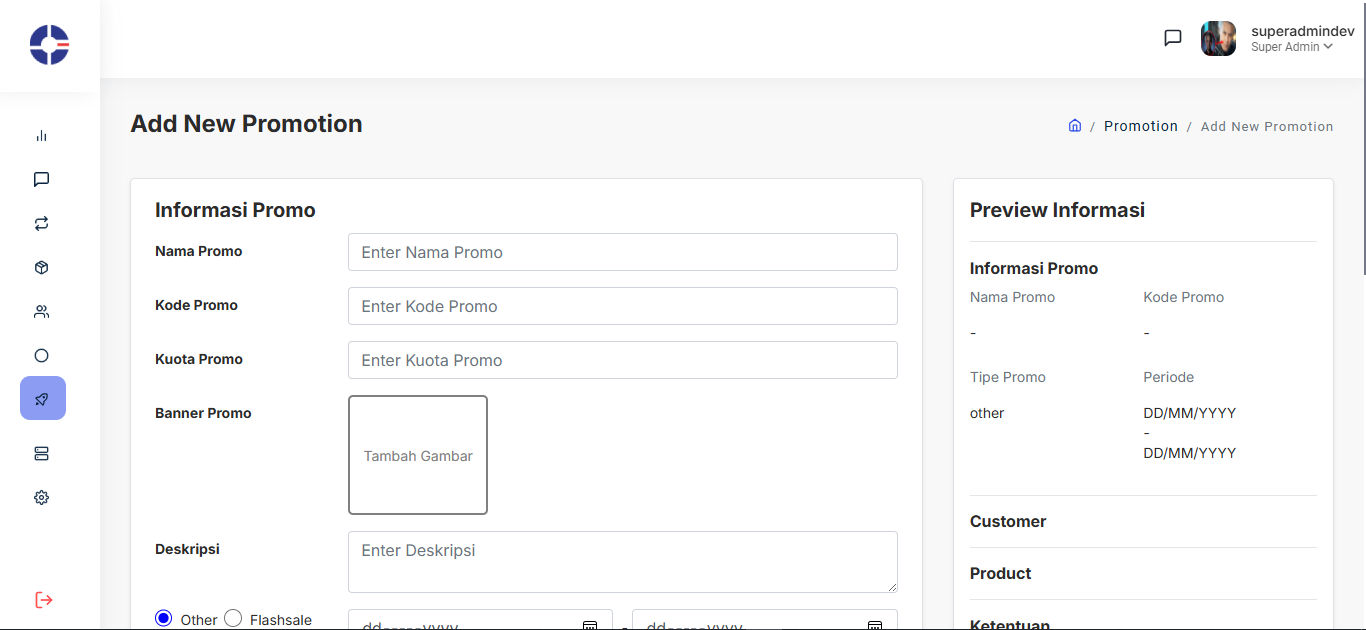 superadmindev
Super Admin
Add New Promotion
/ Promotion / Add New Promotion
Informasi Promo
Nama Promo
Enter Nama Promo
Kode Promo
Enter Kode Promo
Kuota Promo
Enter Kuota Promo
Banner Promo
Tambah Gambar
Deskripsi
Enter Deskripsi
Other
Flashsale
-
Preview Informasi
Informasi Promo
Nama Promo
Kode Promo
-
-
Tipe Promo
Periode
other
DD/MM/YYYY
-
DD/MM/YYYY
Customer
Product
Ketentuan